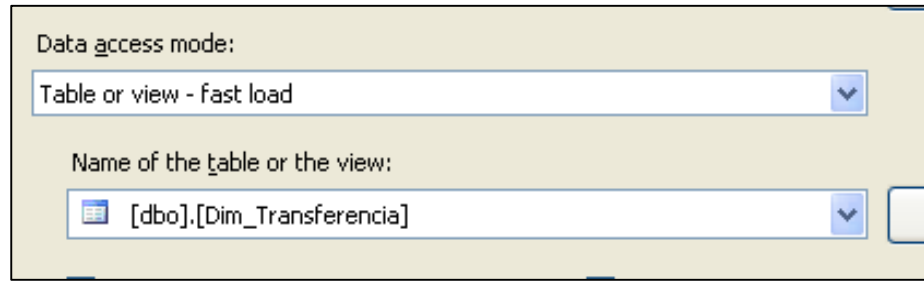 Data access mode:
Table or view - fast load
Name of the table or the view:
[dbo].[Dim_Transferencia]